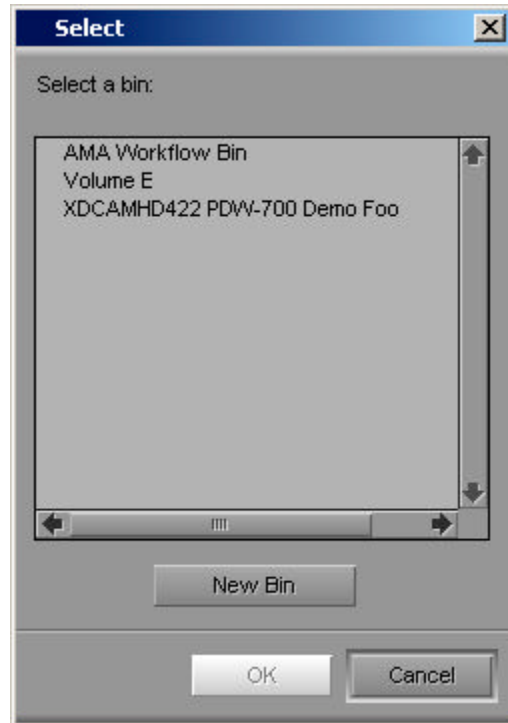 Select
Select a bin:
AMA Workflow Bin
Volume E
XDCAMHD422 PDW-700 Demo Foo
New Bin
OK
Cancel